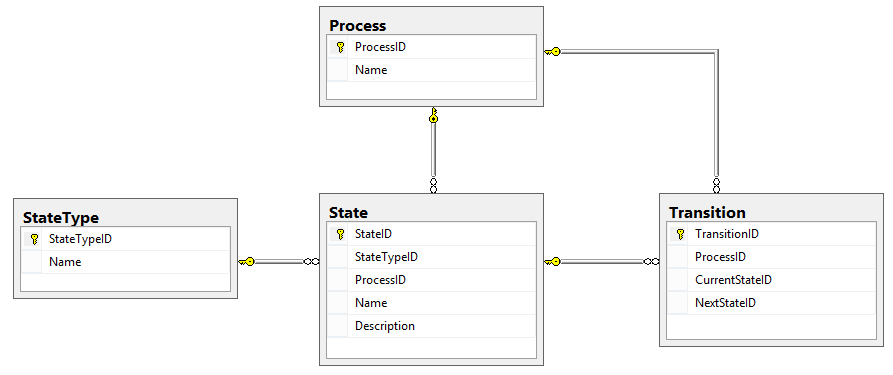 Process
ProcessID
Name
StateType
StateTypeID
Name
State
StateID
StateTypeID
ProcessID
Name
Description
Transition
TransitionID
ProcessID
CurrentStateID
NextStateID